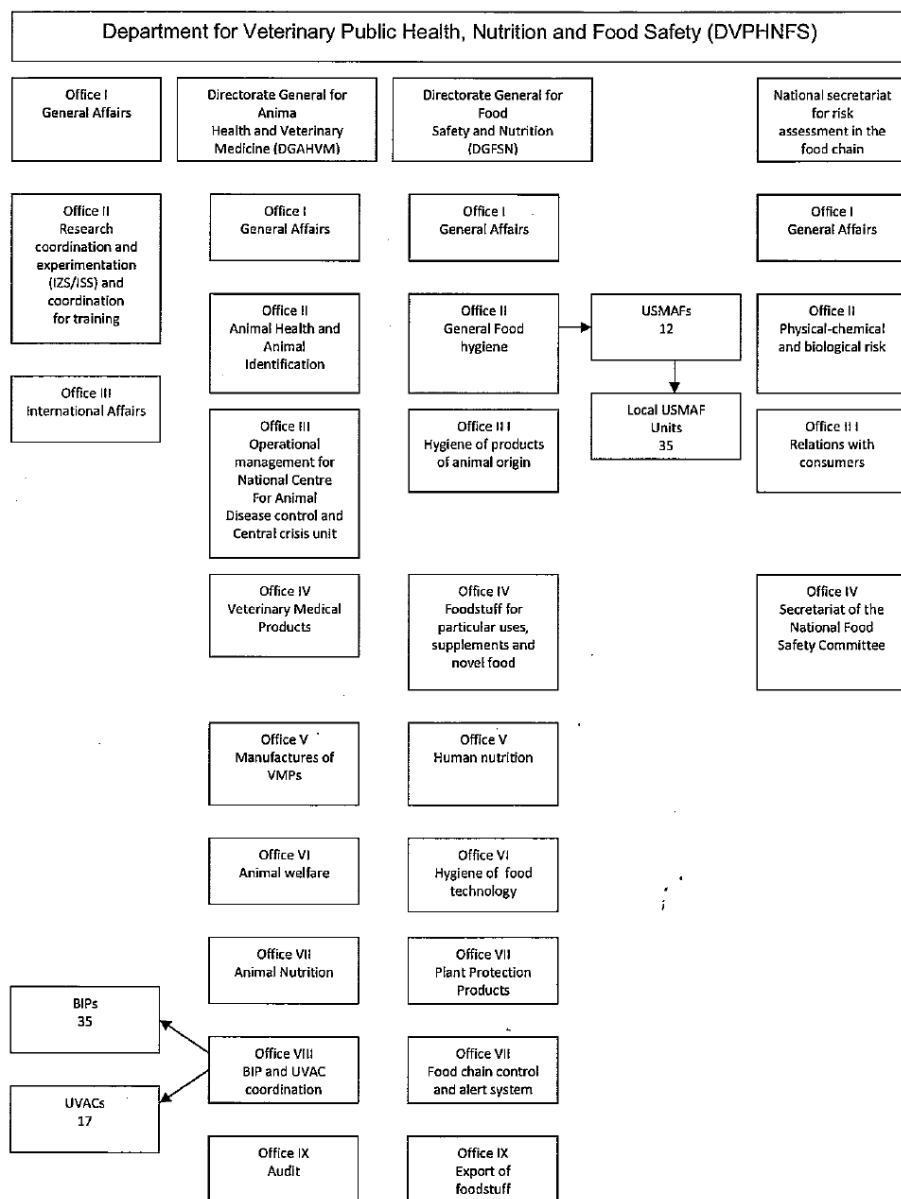 Department for Veterinary Public Health, Nutrition and Food Safety (DVPHNFS)
Office I
General Affairs
Directorate General for
Anima
Health and Veterinary
Medicine (DGAHVM)
Directorate General for
Food
Safety and Nutrition
(DGFSN)
National secretariat
for risk
assessment in the
food chain
Office II
Research
coordination and
experimentation
(IZS/ISS) and
coordination
for training
Office I
General Affairs
Office I
General Affairs
Office I
General Affairs
Office II
Animal Health and
Animal
Identification
Office II
General Food
hygiene
USMAFs
12
Office II
Physical-chemical
and biological risk
Office III
International Affairs
Office III
Operational
management for
National Centre
For Animal
Disease control and
Central crisis unit
Office II I
Hygiene of products
of animal origin
Local USMAF
Units
35
Office II I
Relations with
consumers
Office IV
Veterinary Medical
Products
Office IV
Foodstuff for
particular uses,
supplements and
novel food
Office IV
Secretariat of the
National Food
Safety Committee
Office V
Manufactures of
VMPs
Office V
Human nutrition
Office VI
Animal welfare
Office VI
Hygiene of food
technology
Office VII
Animal Nutrition
Office VII
Plant Protection
Products
BIPs
35
Office VIII
BIP and UVAC
coordination
Office VII
Food chain control
and alert system
UVACs
17
Office IX
Audit
Office IX
Export of
foodstuff